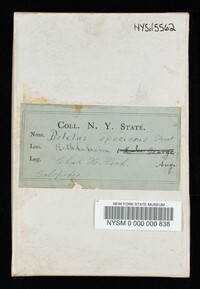 NYSd5562
COLL. N. Y. STATE.
Name. Boletus speciosus Frost
Loc. Bethlehem
Leg. Chas. H. Peck. Aug.
NEW YORK STATE MUSEUM
NYSM 0 000 000 838